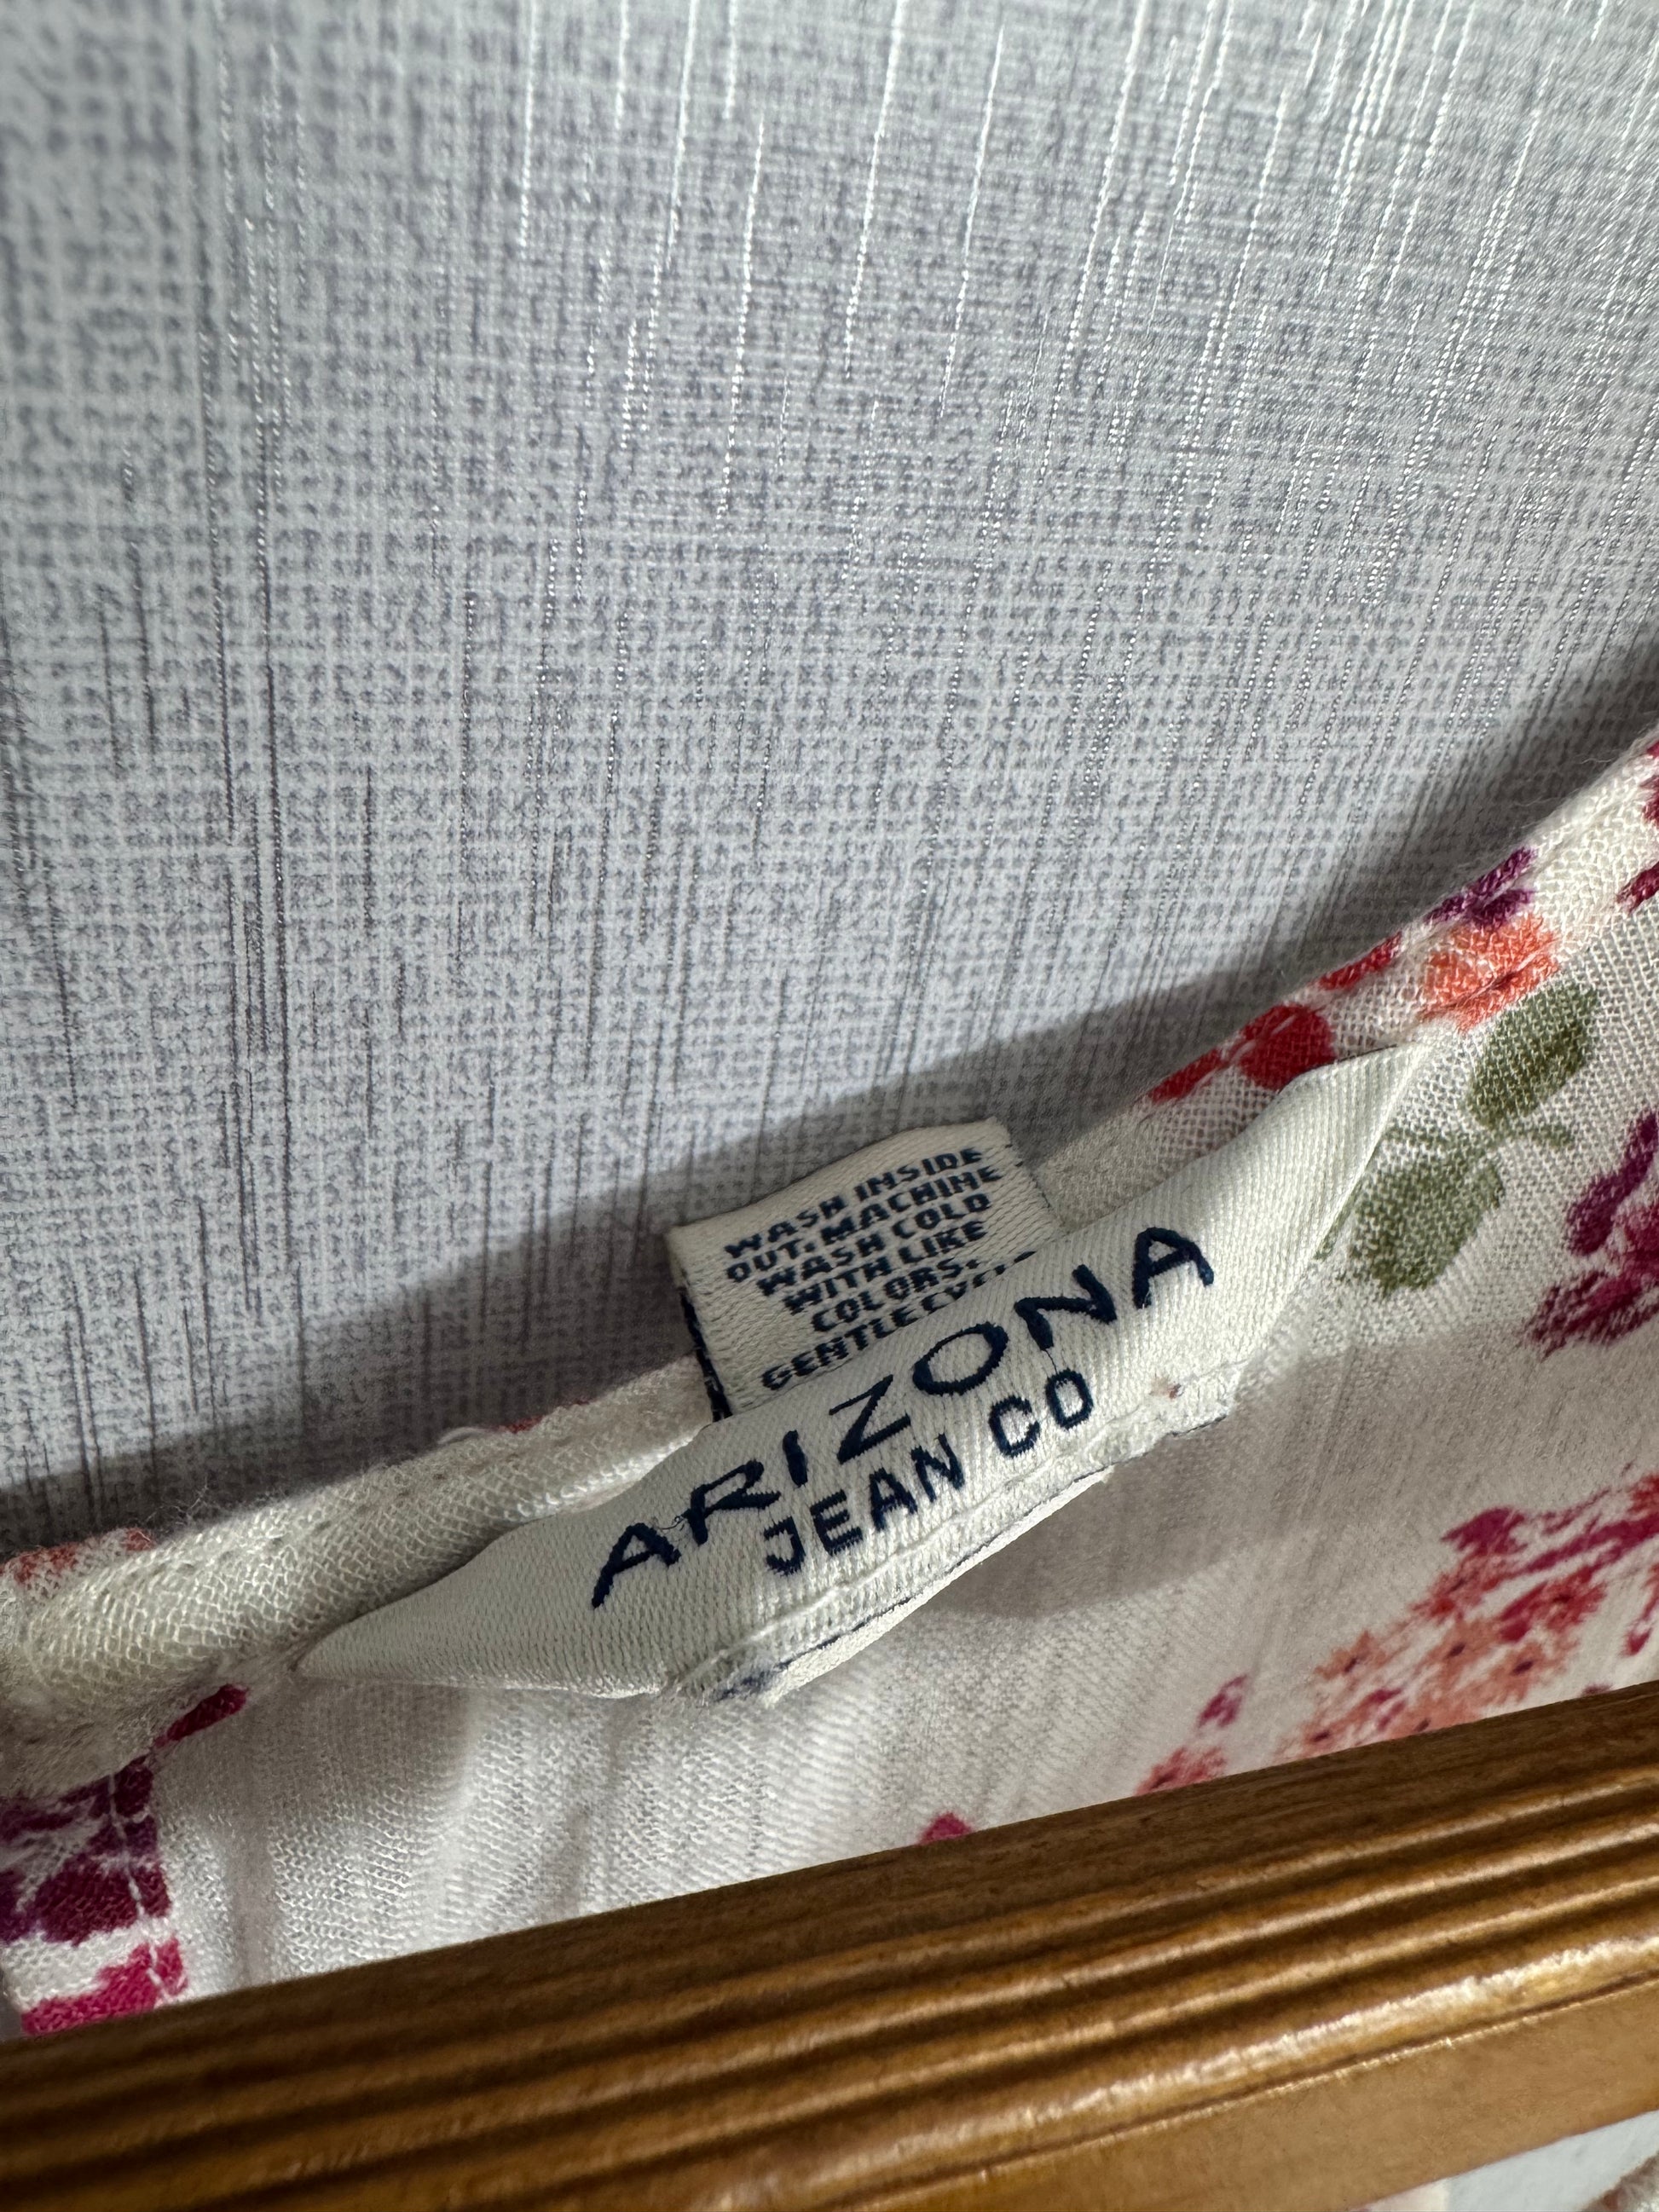 WASH INSIDE
OUT. MACHINE
WASH COLD
WITH LIKE
COLORS.
ARIZONA
JEAN CO